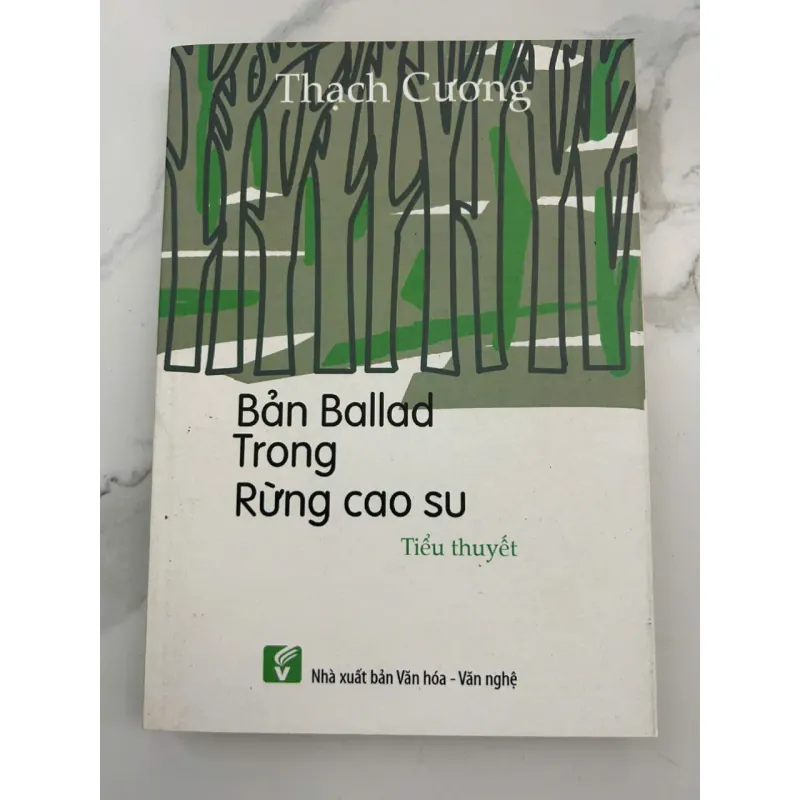 Thạch Cương
Bản Ballad
Trong
Rừng cao su
Tiểu thuyết
V
Nhà xuất bản Văn hóa - Văn nghệ